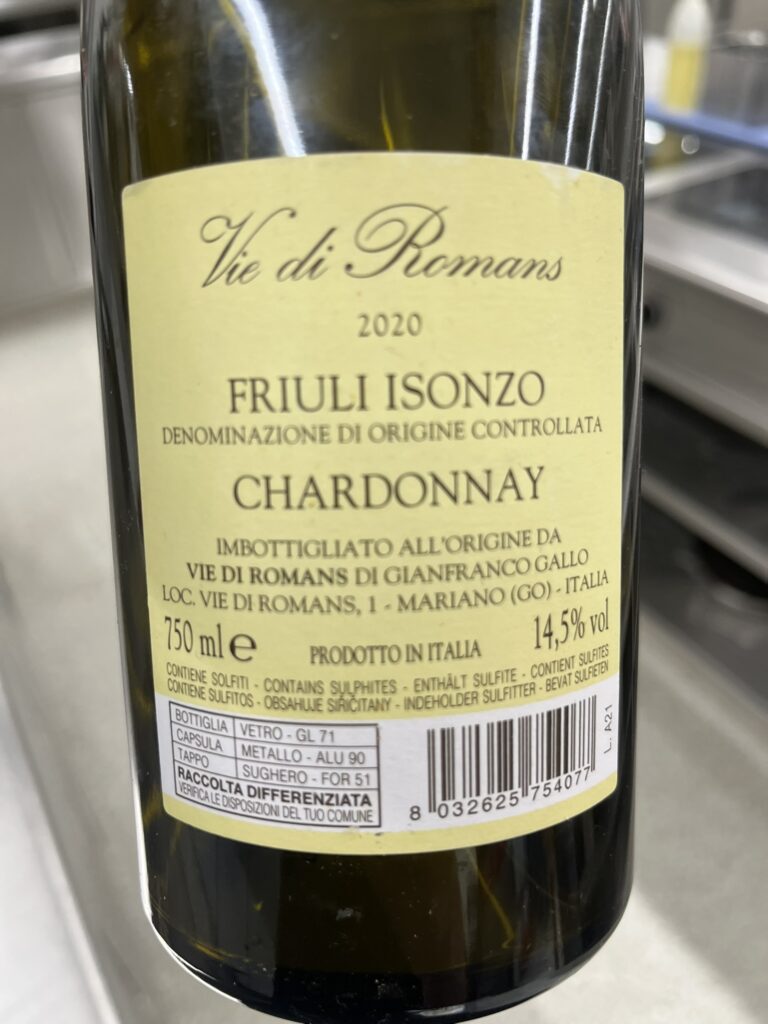 Vie di Romans
2020
FRIULI ISONZO
DENOMINAZIONE DI ORIGINE CONTROLLATA
CHARDONNAY
IMBOTTIGLIATO ALL'ORIGINE DA
VIE DI ROMANS DI GIANFRANCO GALLO
LOC. VIE DI ROMANS, 1 - MARIANO (GO) - ITALIA
750 ml e PRODOTTO IN ITALIA 14,5% vol
CONTIENE SOLFITI - CONTAINS SULPHITES - ENTHÄLT SULFITE - CONTIENT SULFITES
CONTIENE SULFITOS - OBSAHUJE SIŘIČITANY - INDEHOLDER SULFITTER - BEVAT SULFIETEN
BOTTIGLIA VETRO - GL 71
CAPSULA METALLO - ALU 90
TAPPO SUGHERO - FOR 51
RACCOLTA DIFFERENZIATA
VERIFICA LE DISPOSIZIONI DEL TUO COMUNE
8 032625 754077
L. A21